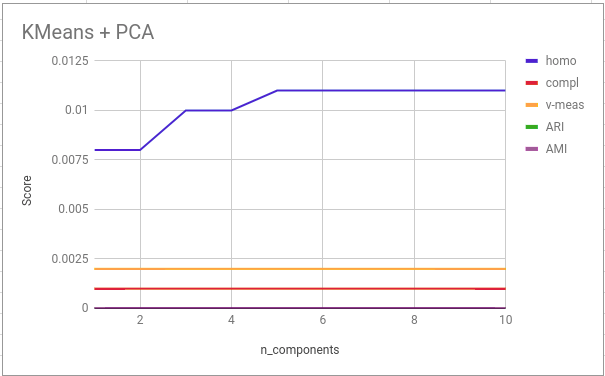 KMeans + PCA
0.0125
0.01
0.0075
0.005
0.0025
0
Score
2 4 6 8 10
n_components
homo
compl
v-meas
ARI
AMI